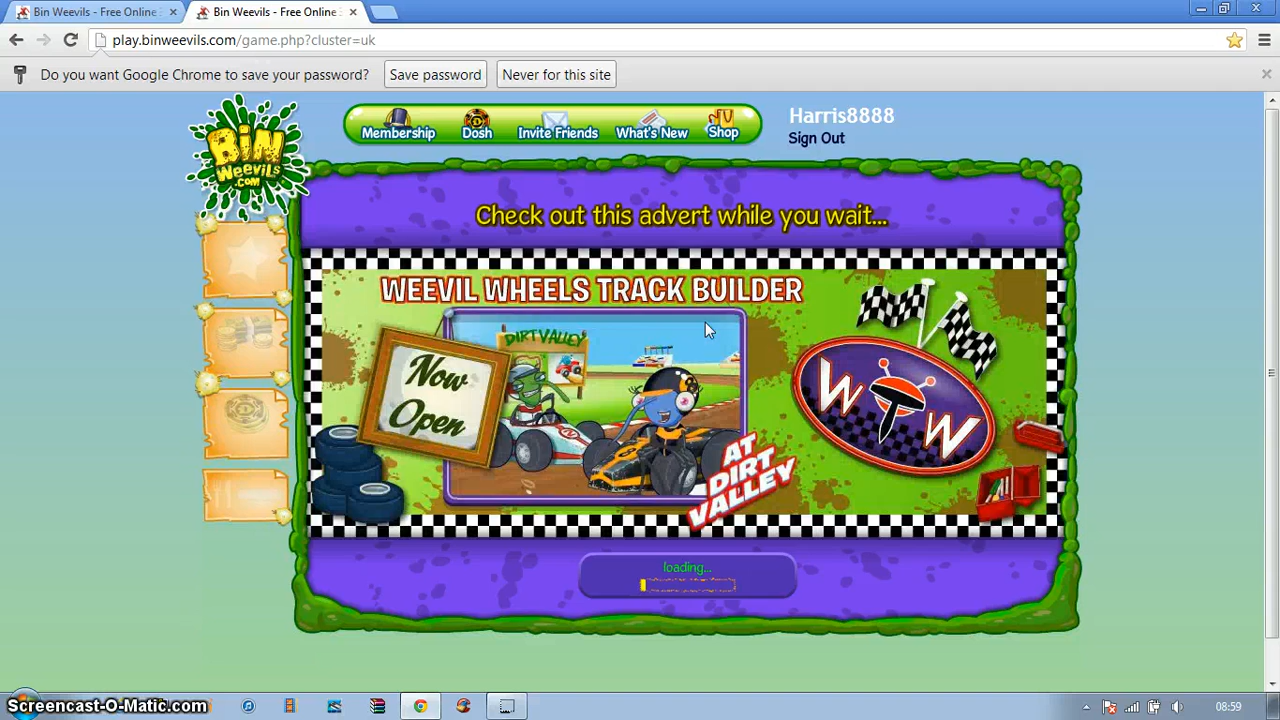 Bin Weevils - Free Online
Bin Weevils - Free Online
play.binweevils.com/game.php?cluster=uk
Do you want Google Chrome to save your password?
Save password
Never for this site
BiN
Weevils
.COM
Membership
Dosh
Invite Friends
What's New
Shop
Harris8888
Sign Out
Check out this advert while you wait...
WEEVIL WHEELS TRACK BUILDER
DIRT VALLEY
Now
Open
W W
AT
DIRT
VALLEY
loading...
Screencast-O-Matic.com
08:59